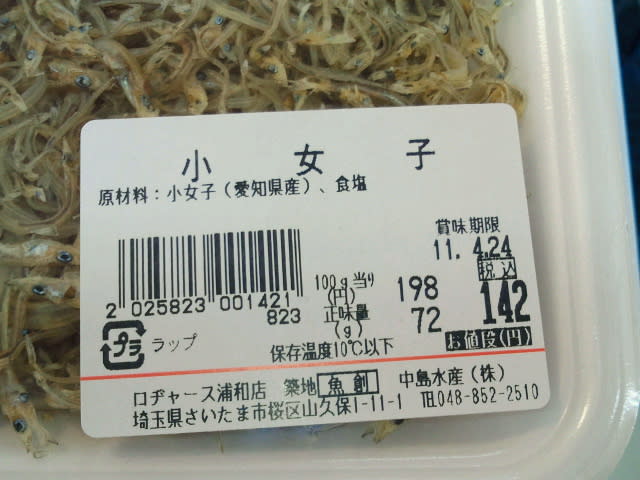 小女子
原材料：小女子（愛知県産）、食塩
賞味期限
11. 4.24
2 025823 001421
823
100g当り(円) 198
税込
142
正味量(g) 72
お値段(円)
プラ ラップ
保存温度10℃以下
ロヂャース浦和店 築地 魚創 中島水産（株）
埼玉県さいたま市桜区山久保1-11-1 TEL048-852-2510